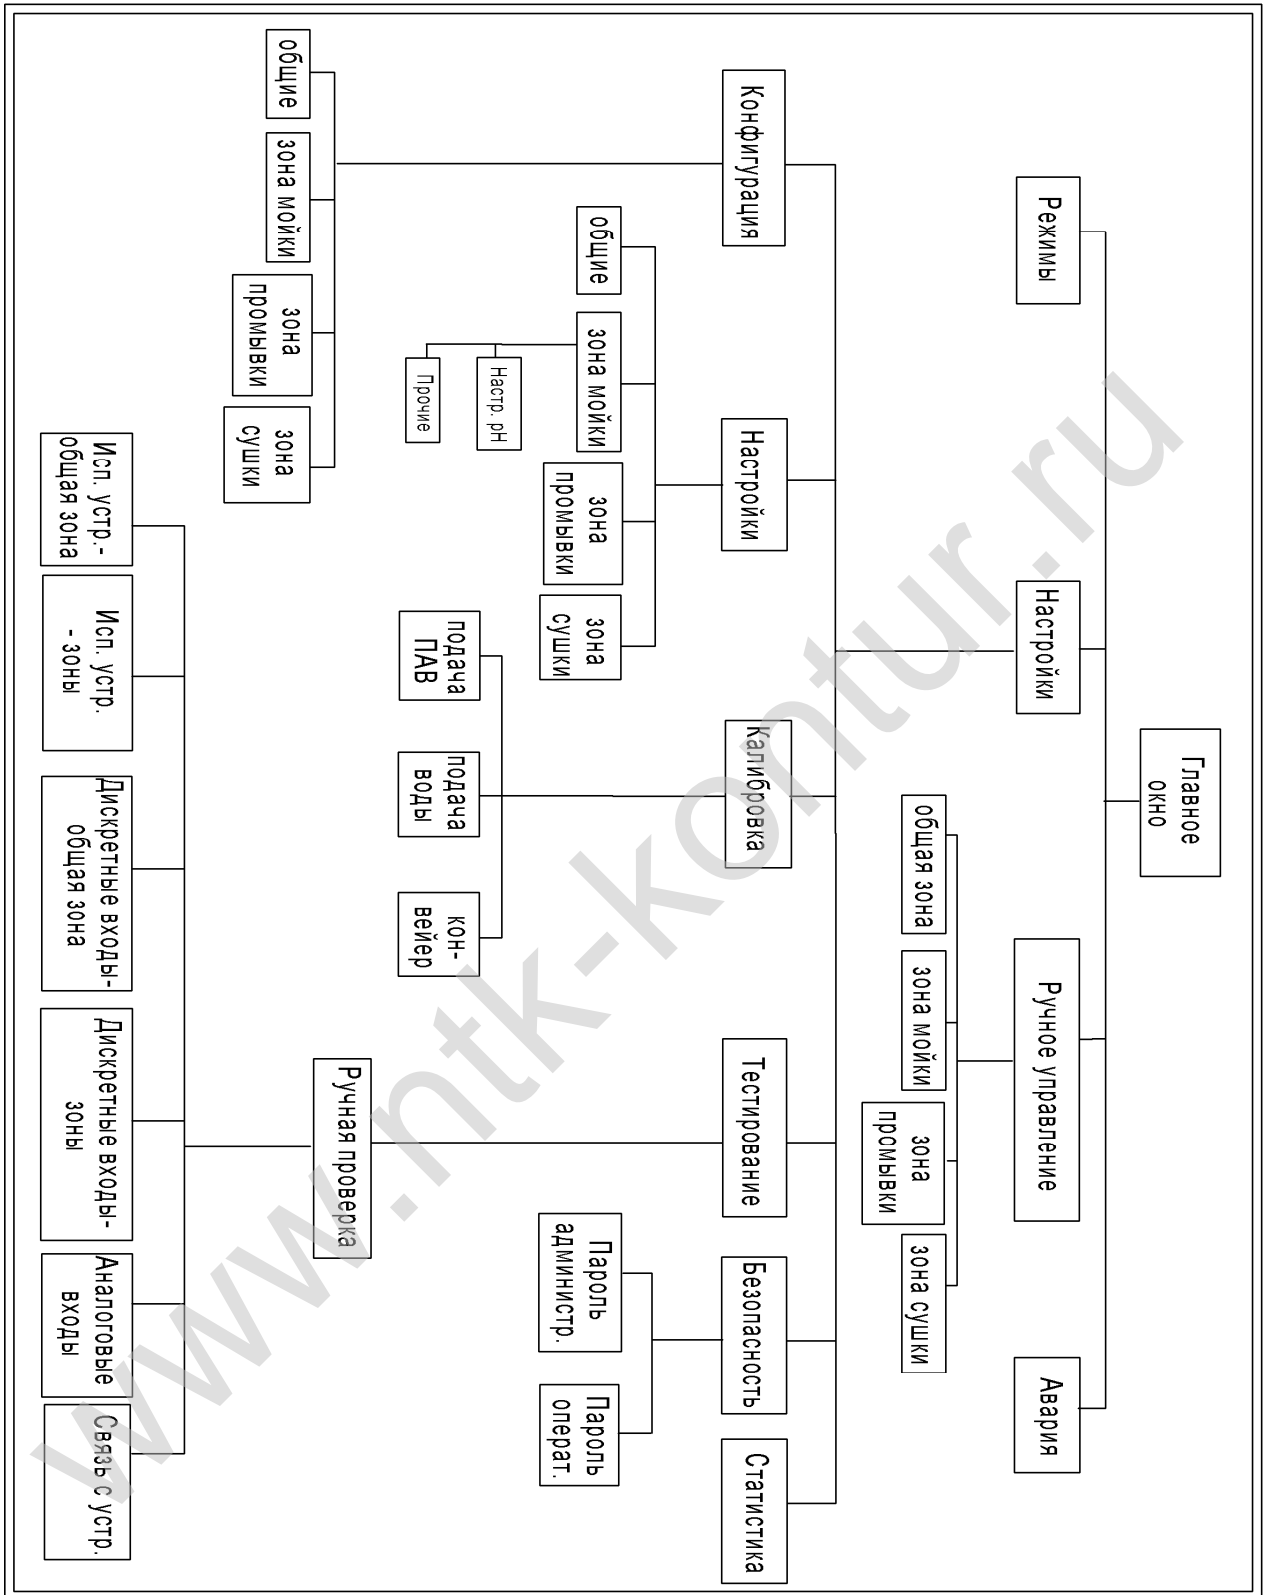 Главное
окно
Режимы
Настройки
Ручное управление
Авария
общая зона
зона мойки
зона
промывки
зона сушки
Конфигурация
Настройки
Калибровка
Тестирование
Безопасность
Статистика
общие
зона мойки
зона
промывки
зона
сушки
Настр. pH
Прочие
Пароль
администр.
Пароль
операт.
подача
ПАВ
подача
воды
кон-
вейер
Ручная проверка
общие
зона мойки
зона
промывки
зона
сушки
Исп. устр.-
общая зона
Исп. устр.
- зоны
Дискретные входы-
общая зона
Дискретные входы-
зоны
Аналоговые
входы
Связь с устр.
www.ntk-kontur.ru